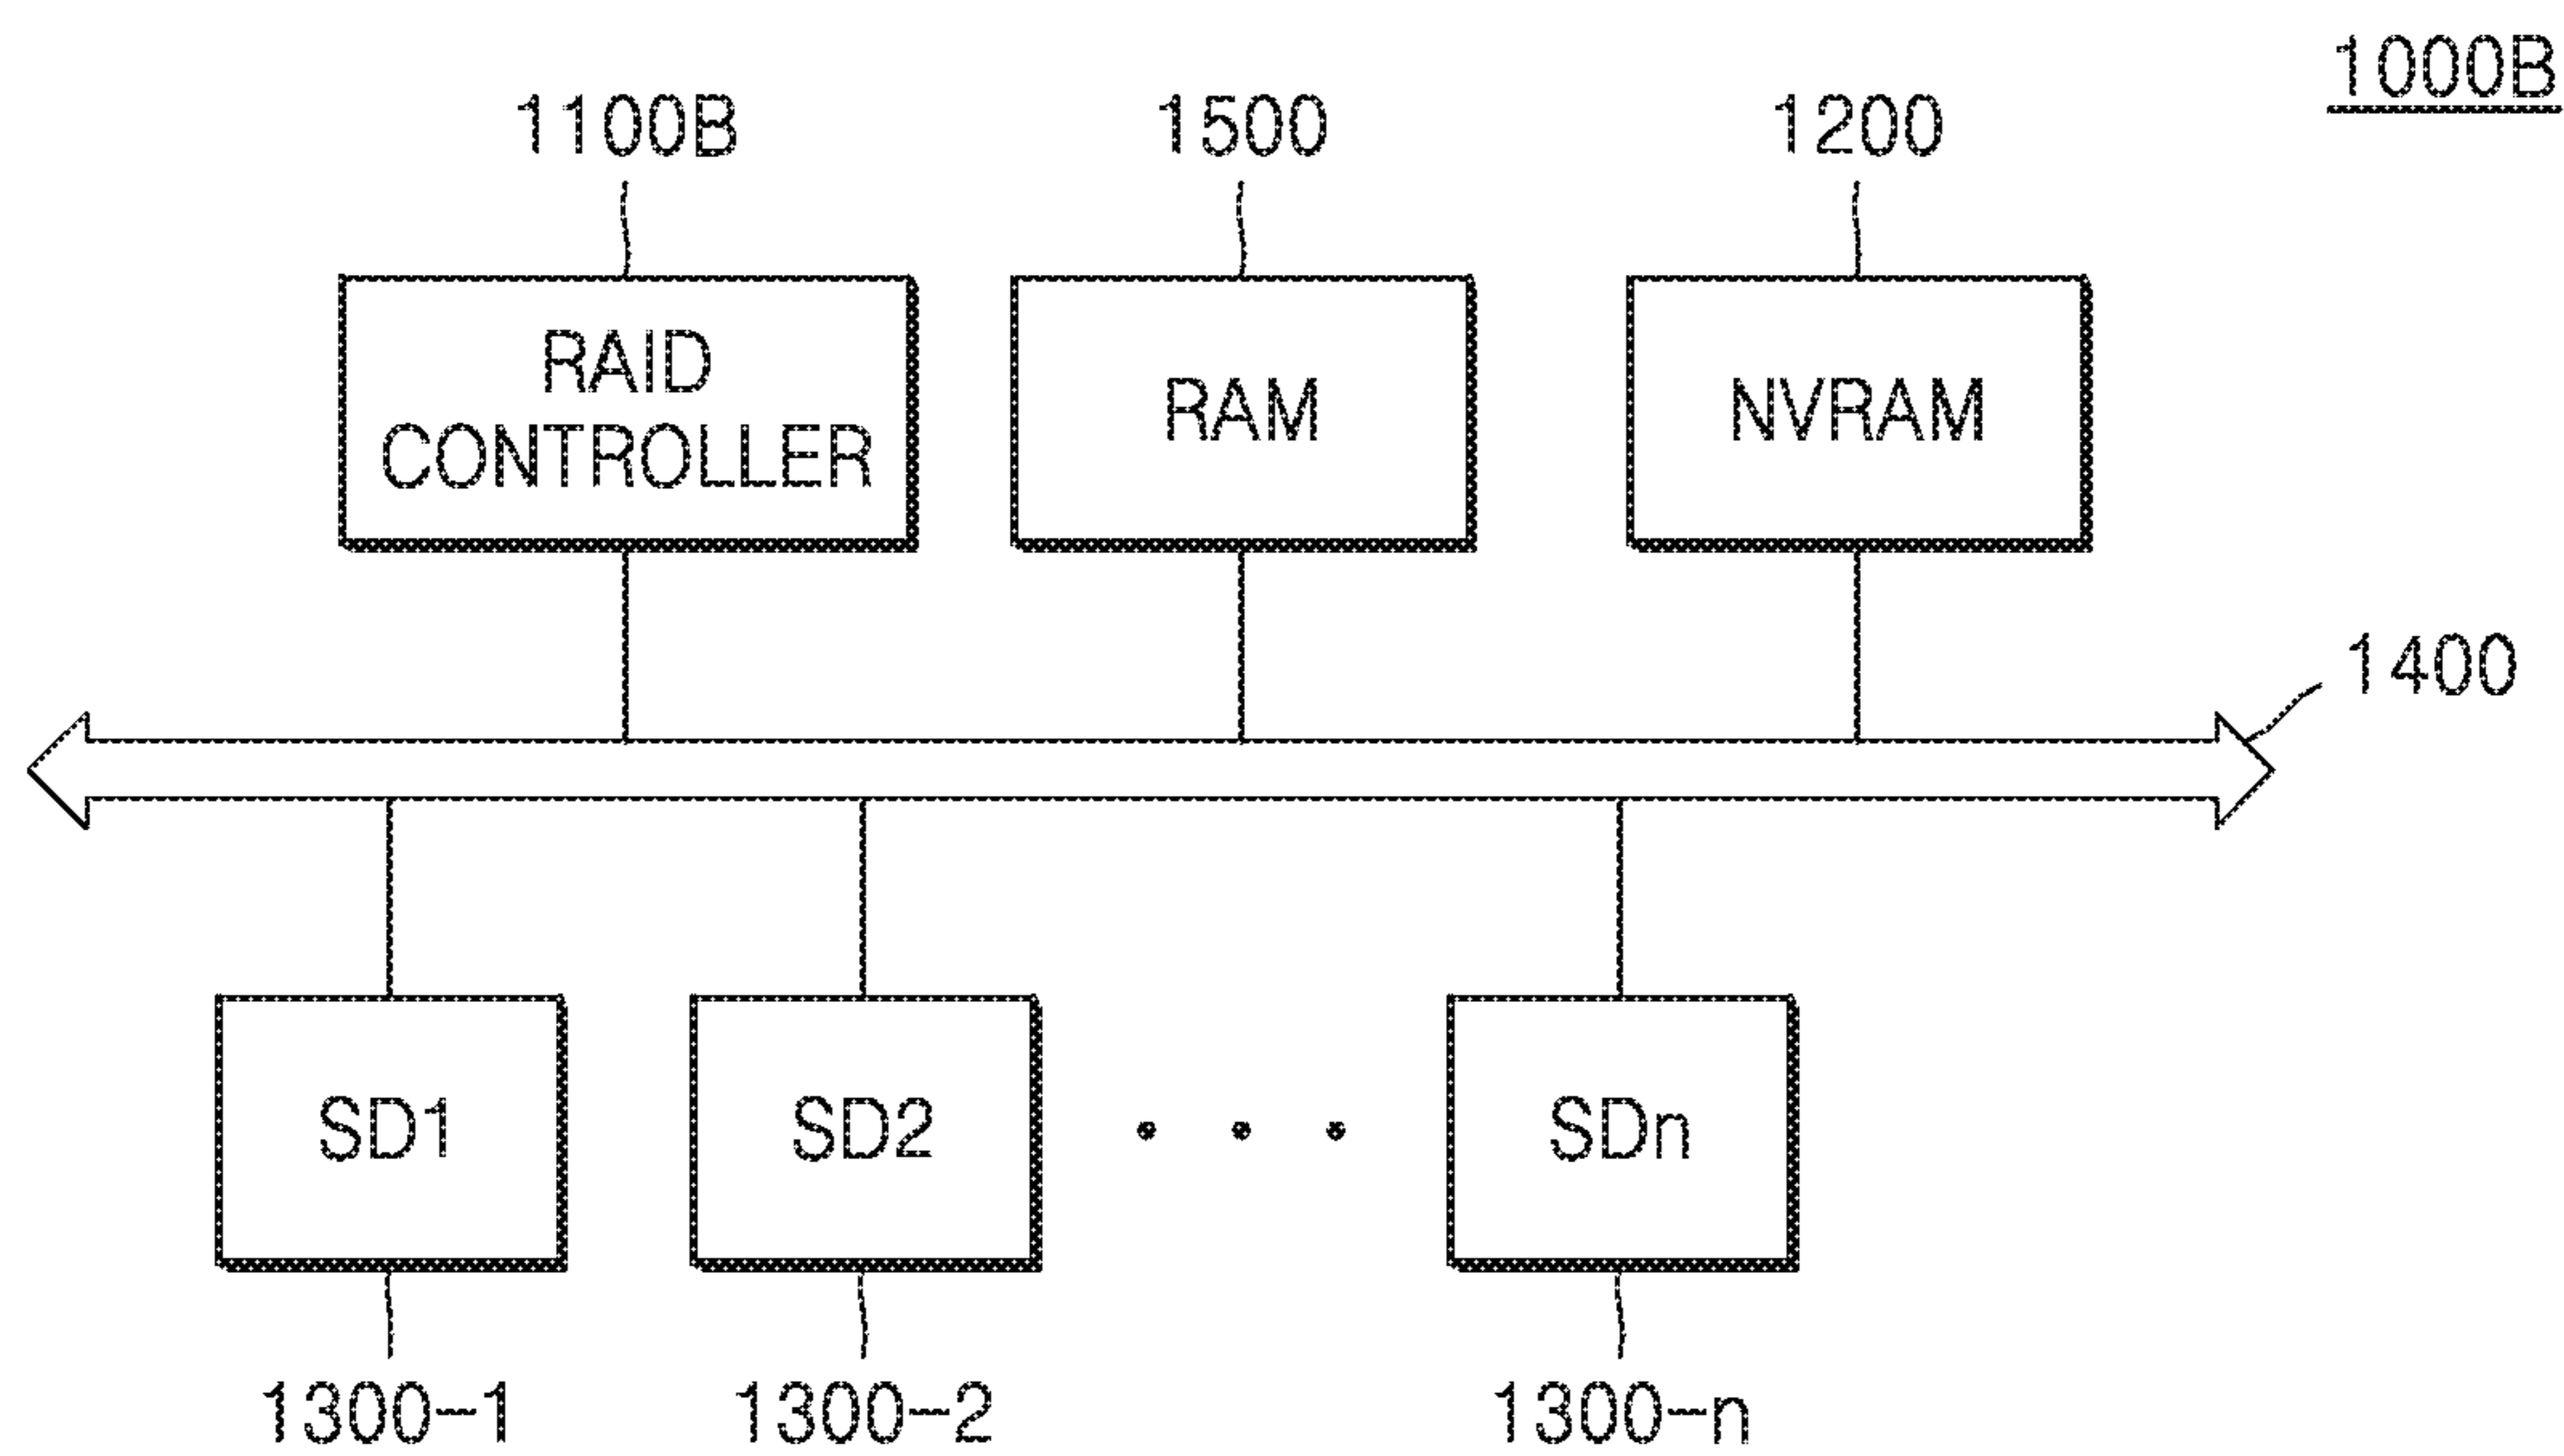 1000B
1100B
1500
1200
RAID
CONTROLLER
RAM
NVRAM
1400
SD1
SD2
SDn
1300-1
1300-2
1300-n